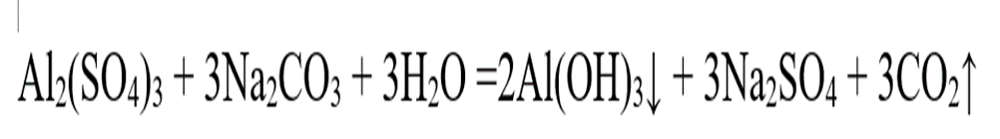 Al₂(SO₄)₃ + 3Na₂CO₃ + 3H₂O =2Al(OH)₃↓ + 3Na₂SO₄ + 3CO₂↑